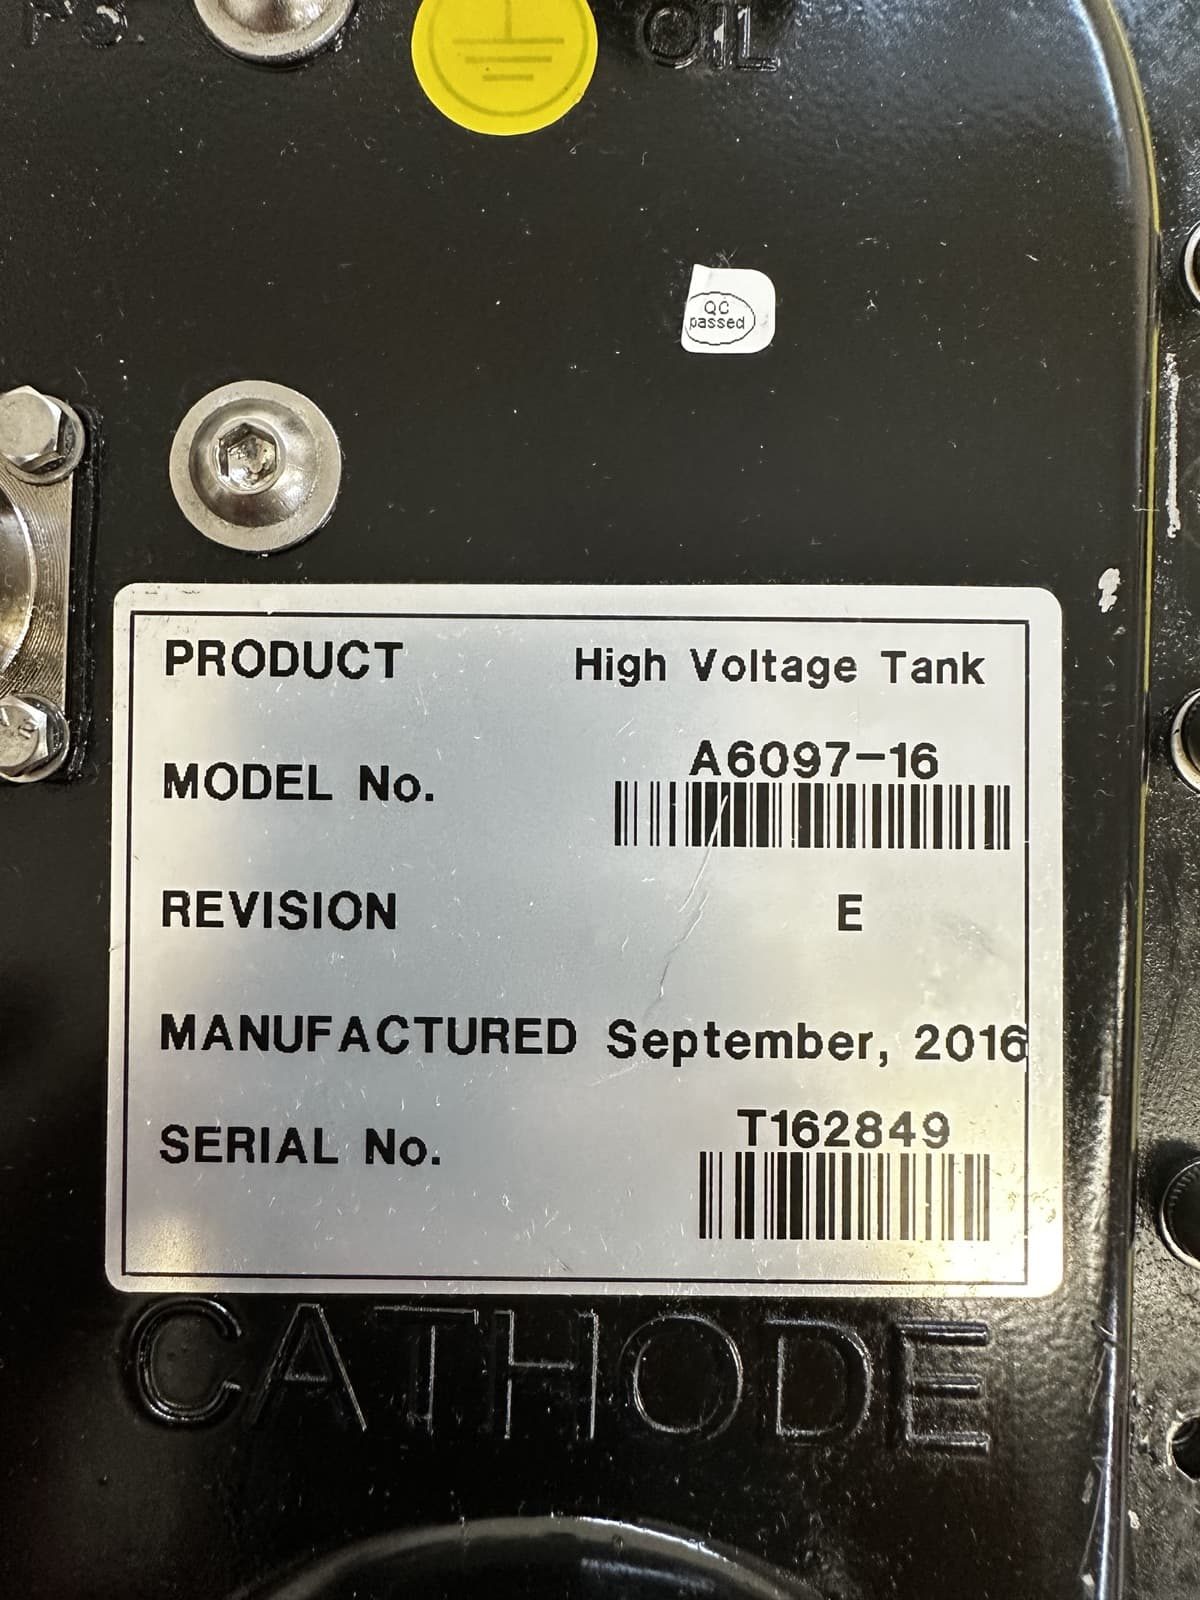 OIL
QC
passed
PRODUCT High Voltage Tank
MODEL No. A6097-16
REVISION E
MANUFACTURED September, 2016
SERIAL No. T162849
CATHODE